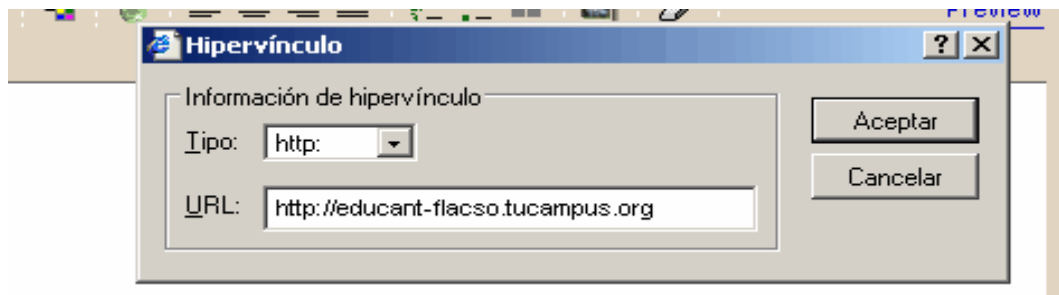 Preview
Hipervínculo
Información de hipervínculo
Tipo: http:
Aceptar
URL: http://educant-flacso.tucampus.org
Cancelar